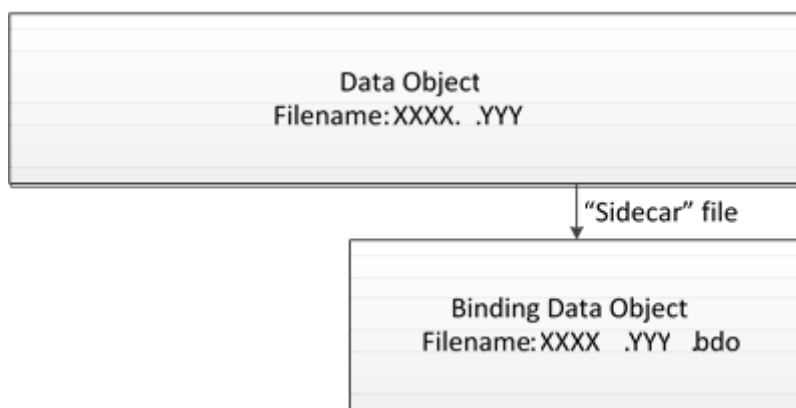 Data Object
Filename:XXXX. .YYY
“Sidecar” file
Binding Data Object
Filename:XXXX .YYY .bdo